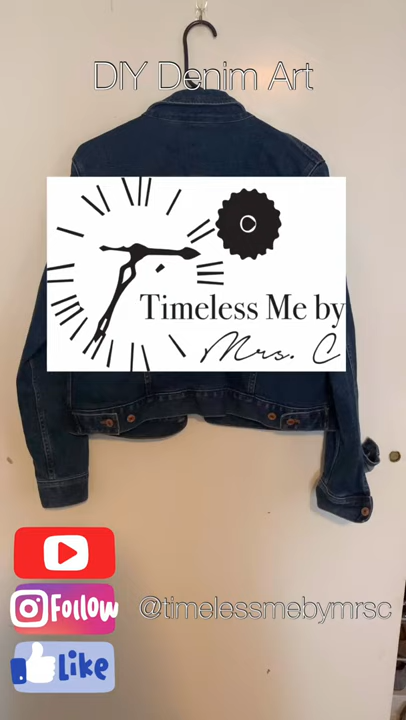 DIY Denim Art
Timeless Me by
Mrs. C
Follow
@timelessmebymrsc
Like